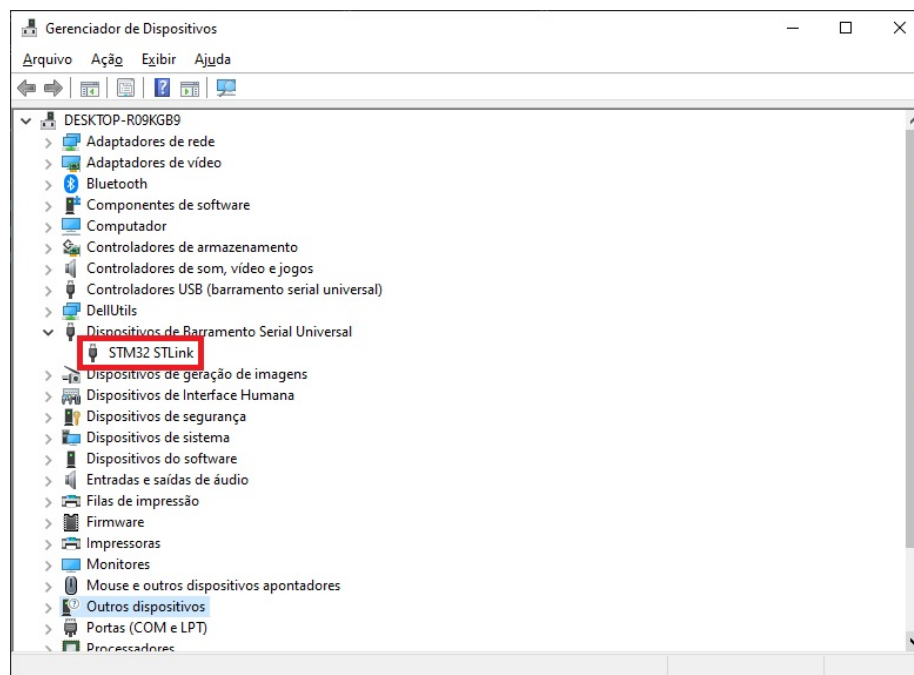 Gerenciador de Dispositivos
Arquivo Ação Exibir Ajuda
DESKTOP-R09KGB9
Adaptadores de rede
Adaptadores de vídeo
Bluetooth
Componentes de software
Computador
Controladores de armazenamento
Controladores de som, vídeo e jogos
Controladores USB (barramento serial universal)
DellUtils
Dispositivos de Barramento Serial Universal
STM32 STLink
Dispositivos de geração de imagens
Dispositivos de Interface Humana
Dispositivos de segurança
Dispositivos de sistema
Dispositivos do software
Entradas e saídas de áudio
Filas de impressão
Firmware
Impressoras
Monitores
Mouse e outros dispositivos apontadores
Outros dispositivos
Portas (COM e LPT)
Processadores